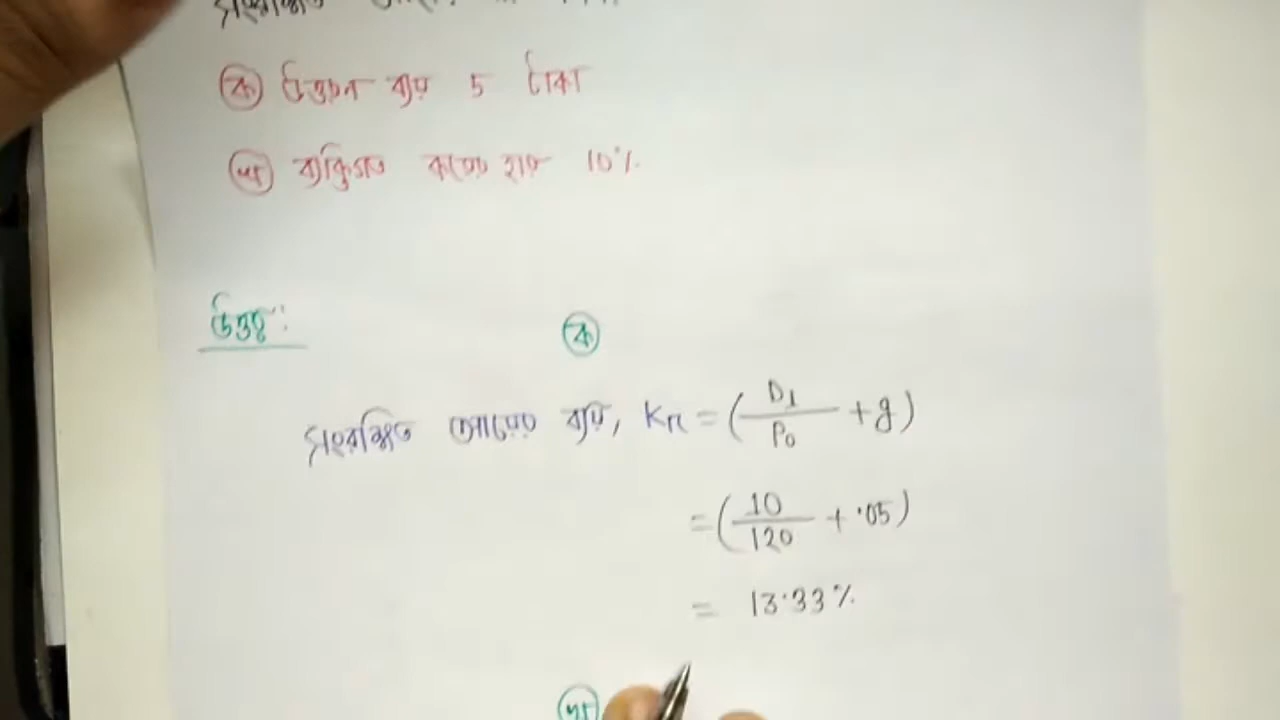 সংরক্ষিত
ক উত্তোলন ব্যয় 5 টাকা
খ ব্যক্তিগত করের হার 10%
উত্তর:
ক
সংরক্ষিত আয়ের ব্যয়, Kr = ( D1 / P0 + g )
= ( 10 / 120 + .05 )
= 13.33%
খ